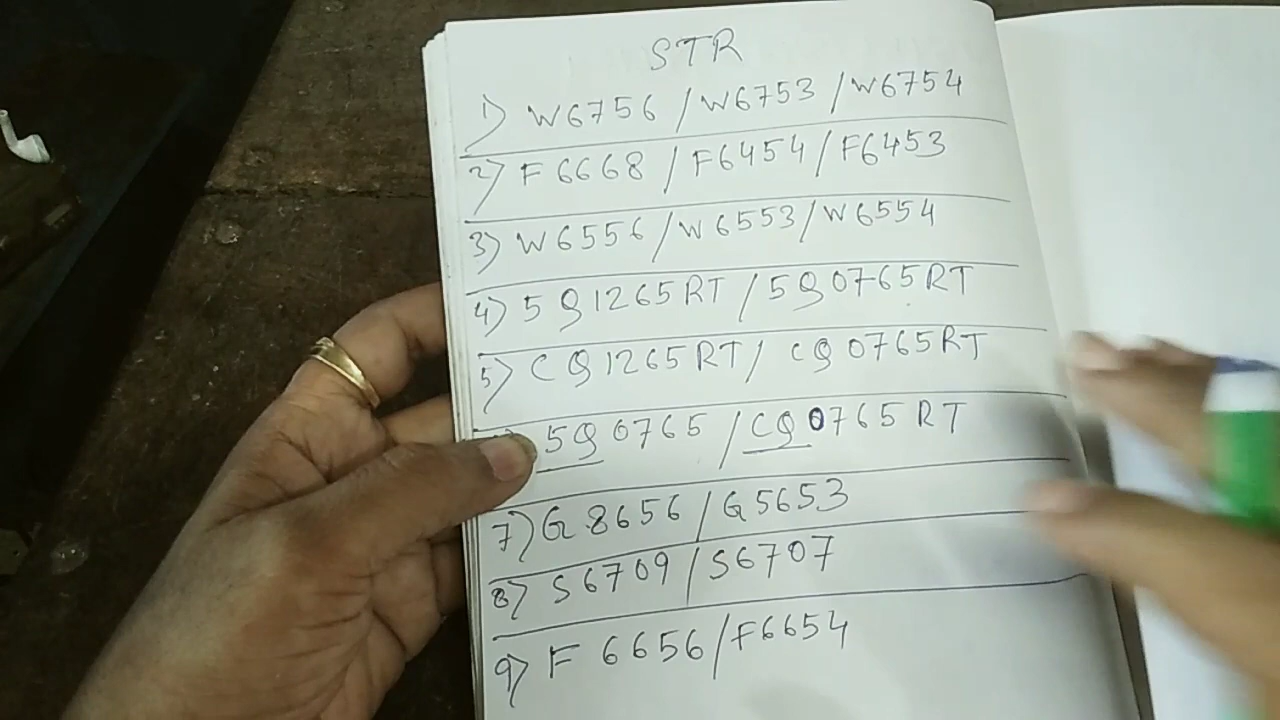 STR
1) W6756 / W6753 / W6754
2) F6668 / F6454 / F6453
3) W6556 / W6553 / W6554
4) 5Q1265RT / 5Q0765RT
5) CQ1265RT / CQ0765RT
5Q0765 / CQ0765RT
7) G8656 / G5653
8) S6709 / S6707
9) F6656 / F6654